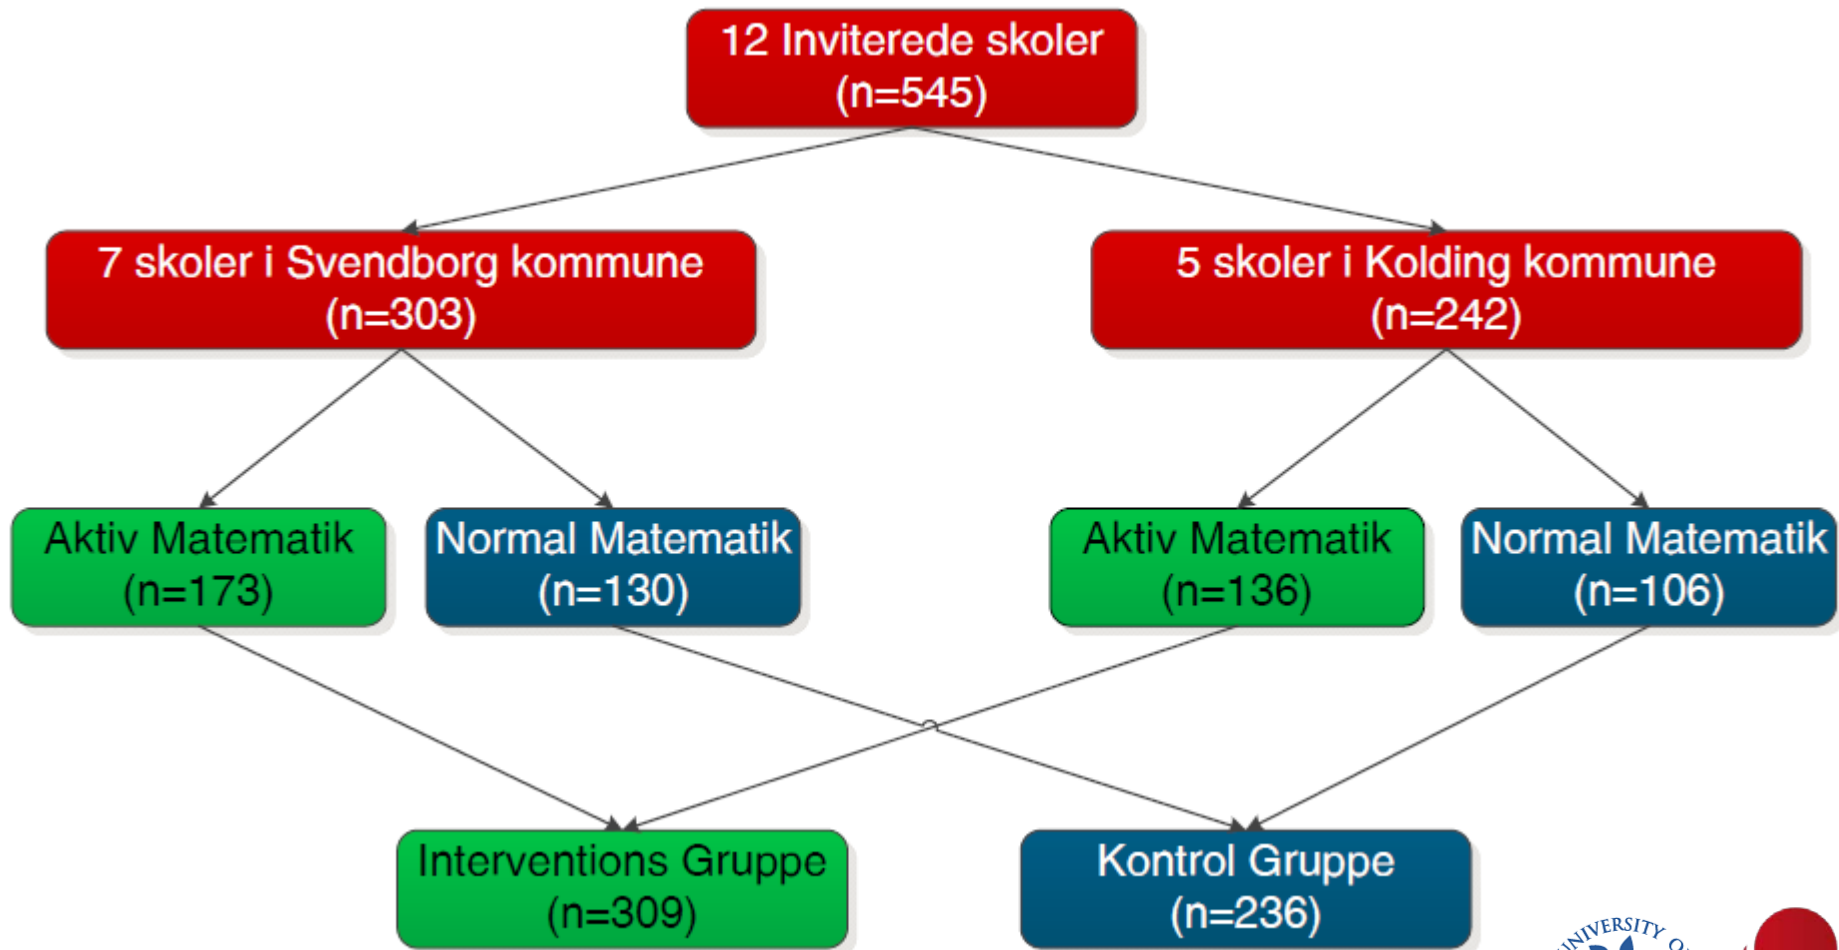 12 Inviterede skoler
(n=545)
7 skoler i Svendborg kommune
(n=303)
5 skoler i Kolding kommune
(n=242)
Aktiv Matematik
(n=173)
Normal Matematik
(n=130)
Aktiv Matematik
(n=136)
Normal Matematik
(n=106)
Interventions Gruppe
(n=309)
Kontrol Gruppe
(n=236)
UNIVERSITY